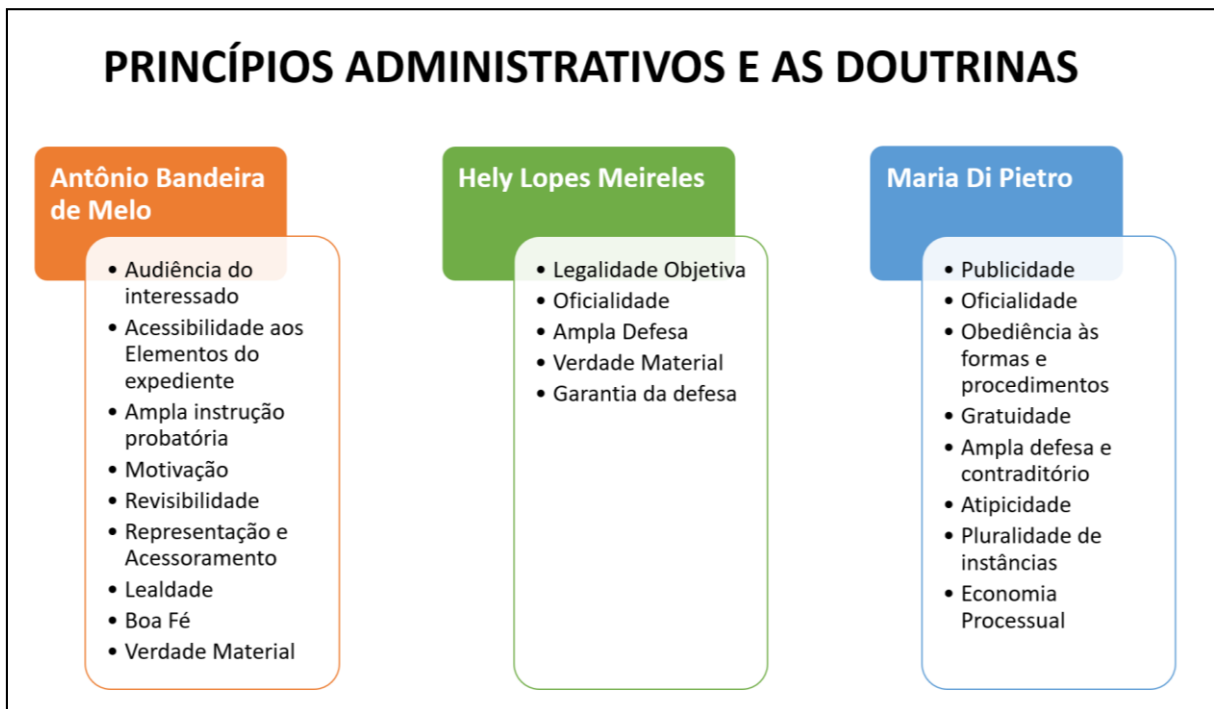 PRINCÍPIOS ADMINISTRATIVOS E AS DOUTRINAS
Antônio Bandeira
de Melo
• Audiência do
interessado
• Acessibilidade aos
Elementos do
expediente
• Ampla instrução
probatória
• Motivação
• Revisibilidade
• Representação e
Acessoramento
• Lealdade
• Boa Fé
• Verdade Material
Hely Lopes Meireles
• Legalidade Objetiva
• Oficialidade
• Ampla Defesa
• Verdade Material
• Garantia da defesa
Maria Di Pietro
• Publicidade
• Oficialidade
• Obediência às
formas e
procedimentos
• Gratuidade
• Ampla defesa e
contraditório
• Atipicidade
• Pluralidade de
instâncias
• Economia
Processual